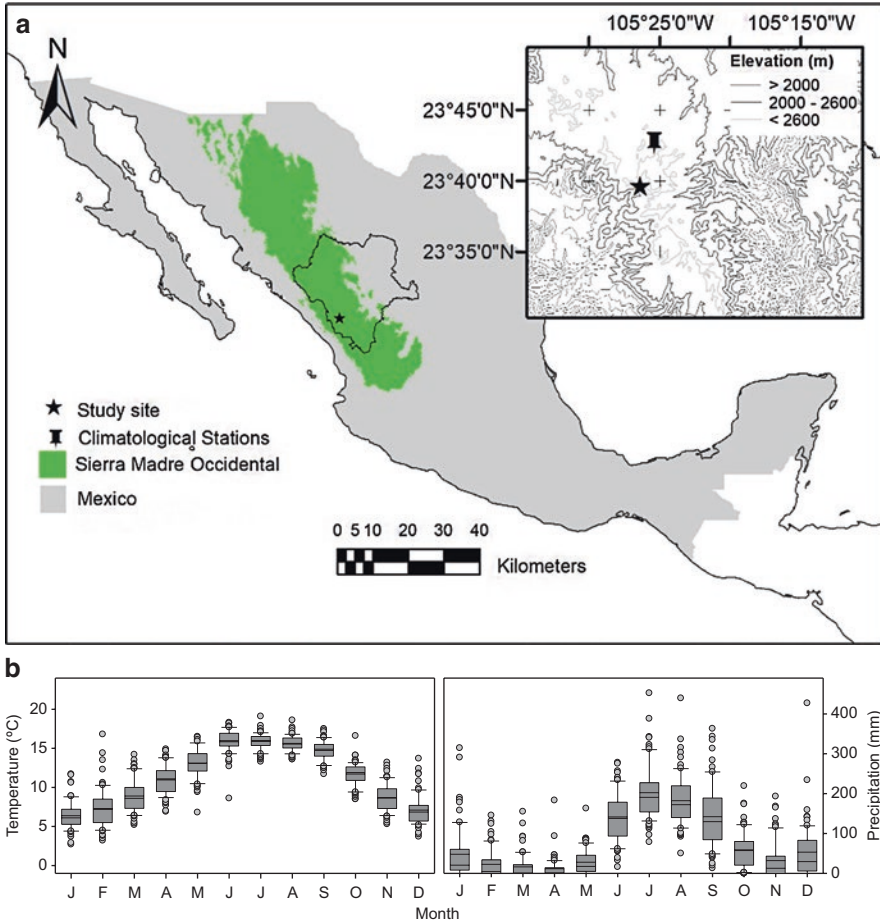 a
N
105°25'0"W 105°15'0"W
Elevation (m)
> 2000
2000 - 2600
< 2600
23°45'0"N
23°40'0"N
23°35'0"N
Study site
Climatological Stations
Sierra Madre Occidental
Mexico
0 5 10 20 30 40
Kilometers
b
Temperature (°C)
20
15
10
5
0
J F M A M J J A S O N D
400
300
200
100
0
Precipitation (mm)
J F M A M J J A S O N D
Month